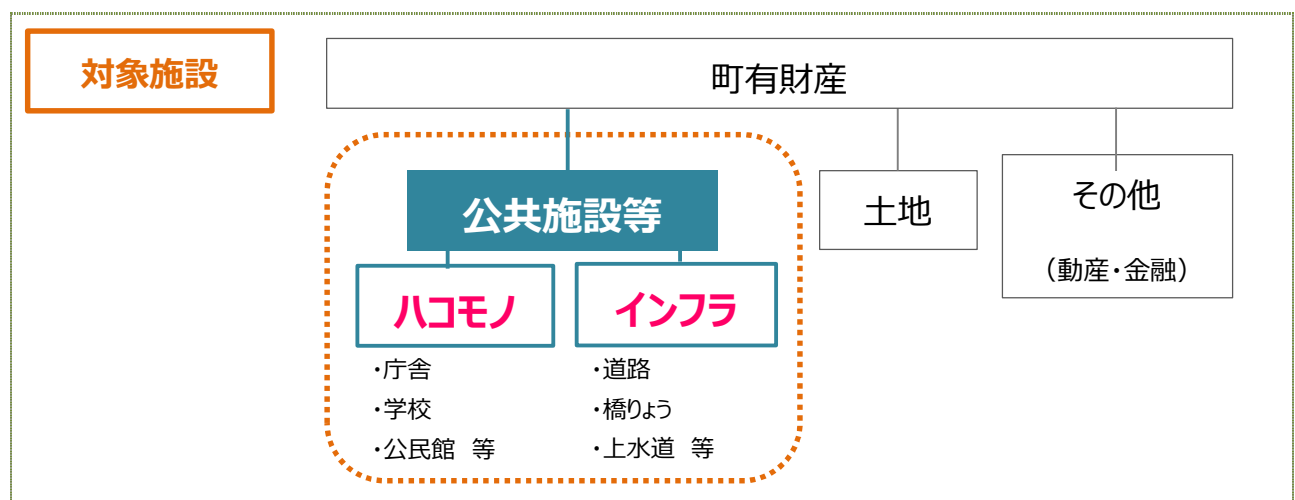 対象施設
町有財産
公共施設等
土地
その他
（動産・金融）
ハコモノ
インフラ
・庁舎
・学校
・公民館　等
・道路
・橋りょう
・上水道　等